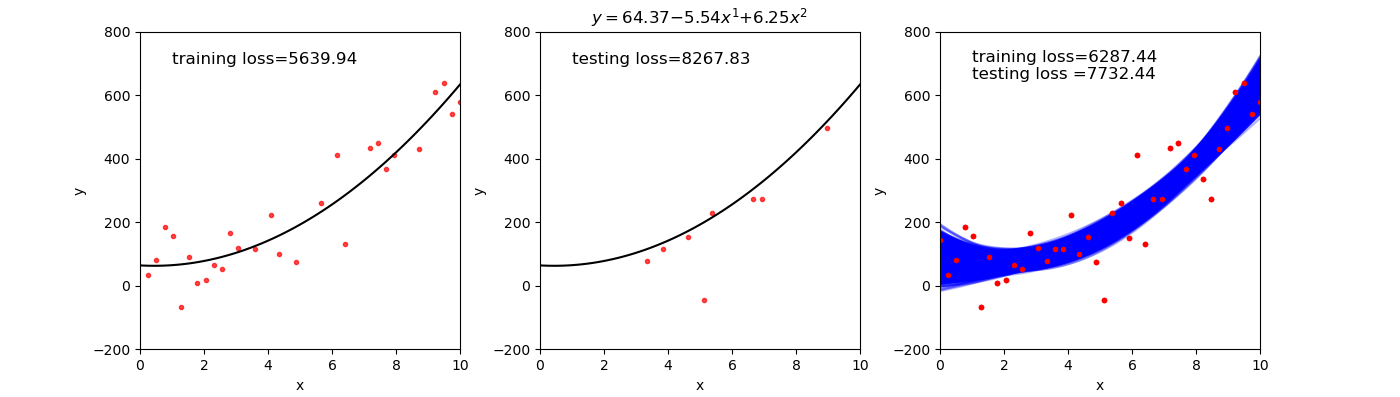 y = 64.37−5.54x¹+6.25x²
800
600
400
200
0
−200
y
training loss=5639.94
0 2 4 6 8 10
x
800
600
400
200
0
−200
y
testing loss=8267.83
0 2 4 6 8 10
x
800
600
400
200
0
−200
y
training loss=6287.44
testing loss =7732.44
0 2 4 6 8 10
x